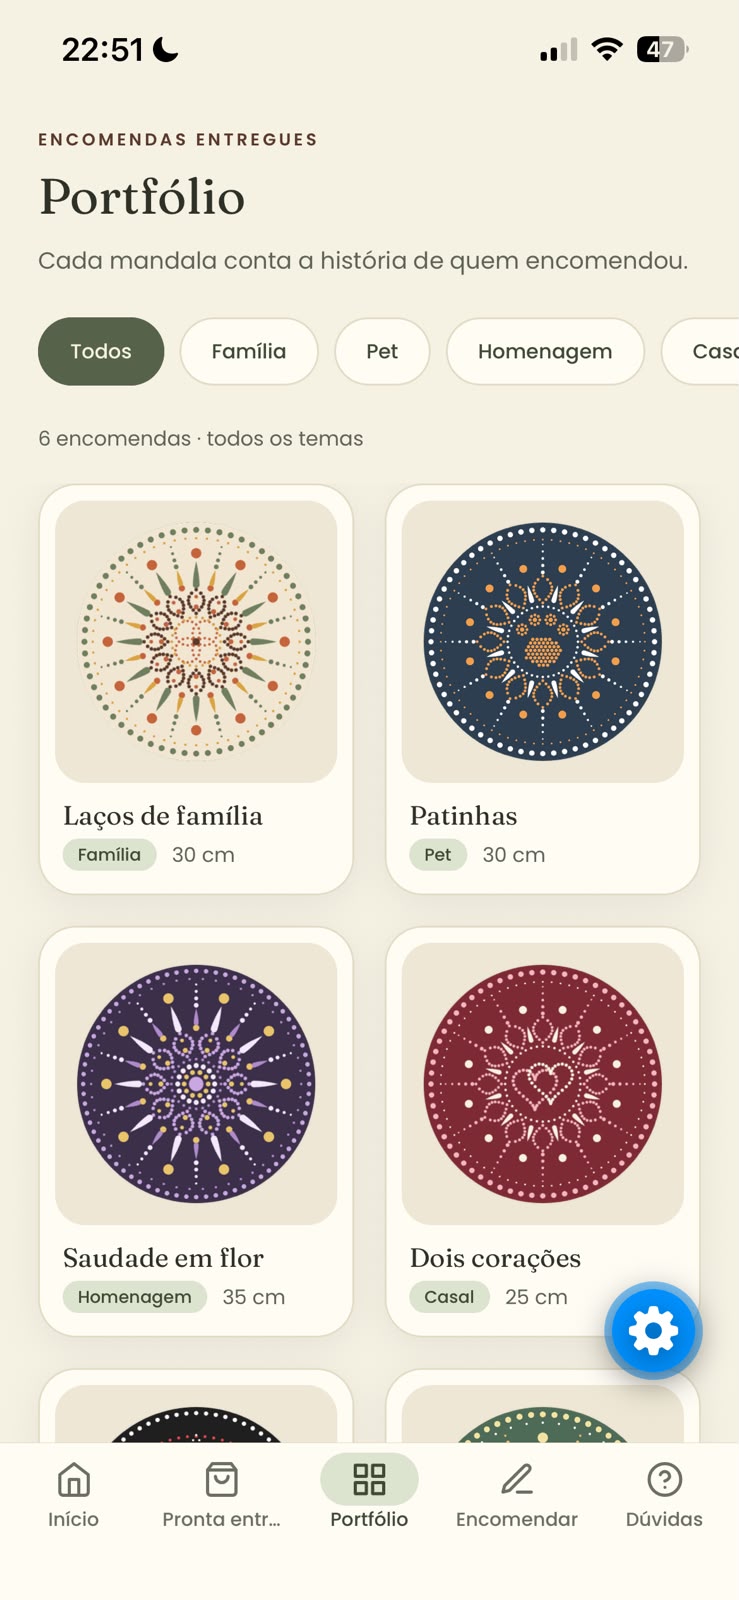 22:51
47
ENCOMENDAS ENTREGUES
Portfólio
Cada mandala conta a história de quem encomendou.
Todos Família Pet Homenagem Casa
6 encomendas · todos os temas
Laços de família
Família 30 cm
Patinhas
Pet 30 cm
Saudade em flor
Homenagem 35 cm
Dois corações
Casal 25 cm
Início
Pronta entr...
Portfólio
Encomendar
Dúvidas